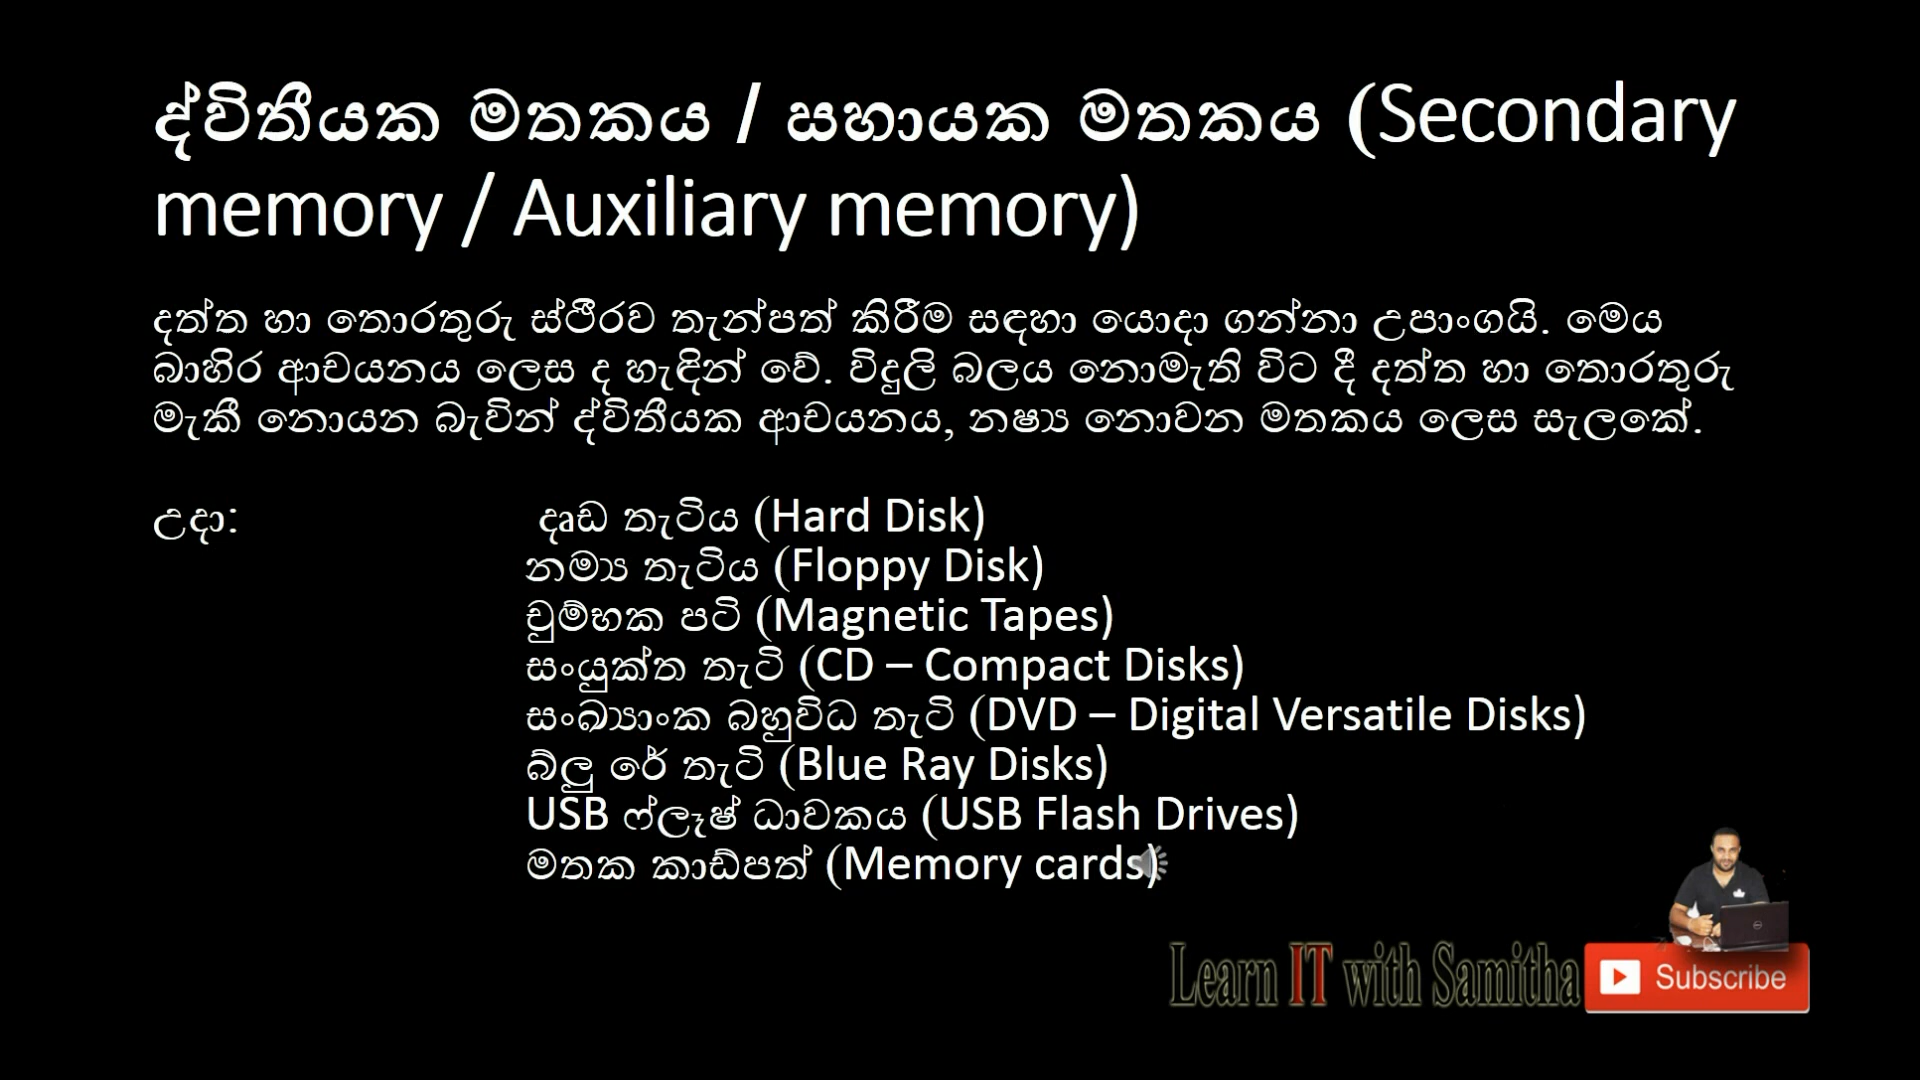 ද්විතීයක මතකය / සහායක මතකය (Secondary
memory / Auxiliary memory)
දත්ත හා තොරතුරු ස්ථීරව තැන්පත් කිරීම සඳහා යොදා ගන්නා උපාංගයි. මෙය
බාහිර ආචයනය ලෙස ද හැඳින් වේ. විදුලි බලය නොමැති විට දී දත්ත හා තොරතුරු
මැකී නොයන බැවින් ද්විතීයක ආචයනය, නෂ්‍ය නොවන මතකය ලෙස සැලකේ.
උදා: දෘඩ තැටිය (Hard Disk)
නම්‍ය තැටිය (Floppy Disk)
චුම්භක පටි (Magnetic Tapes)
සංයුක්ත තැටි (CD – Compact Disks)
සංඛ්‍යාංක බහුවිධ තැටි (DVD – Digital Versatile Disks)
බ්ලු රේ තැටි (Blue Ray Disks)
USB ෆ්ලෑෂ් ධාවකය (USB Flash Drives)
මතක කාඩ්පත් (Memory cards)
Learn IT with Samitha
Subscribe